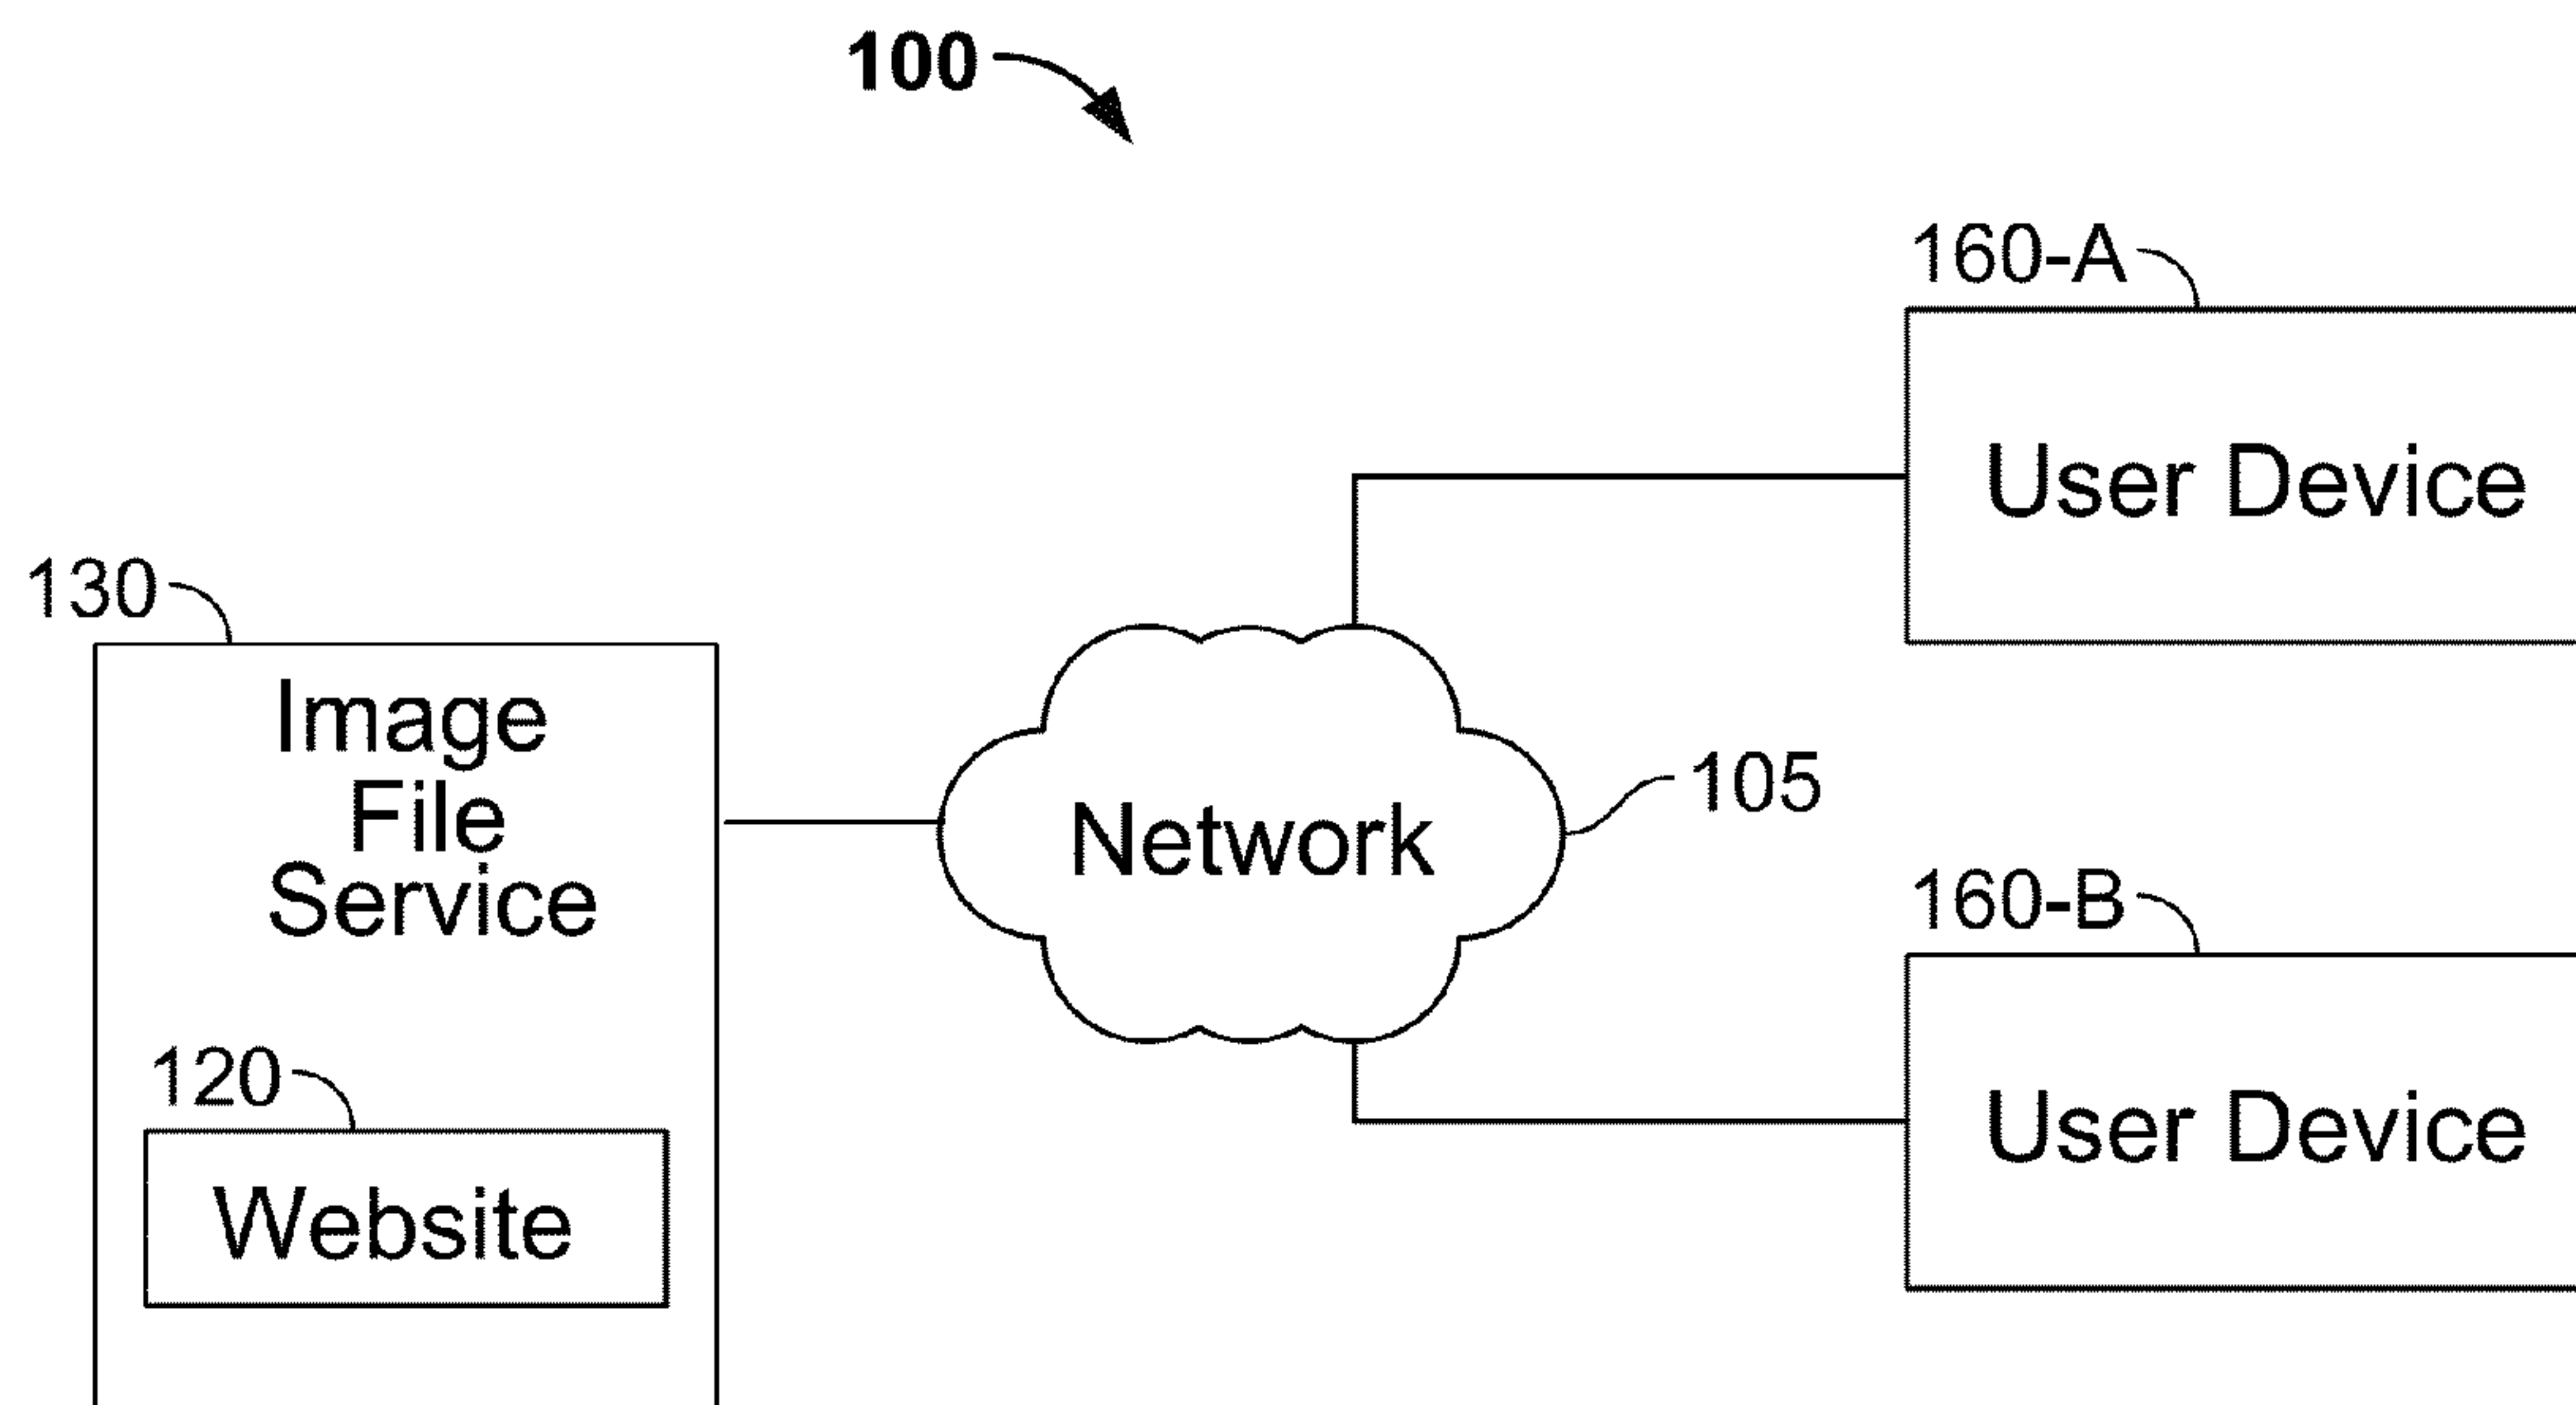 100
160-A
User Device
130
Image
File
Service
Network
105
160-B
User Device
120
Website